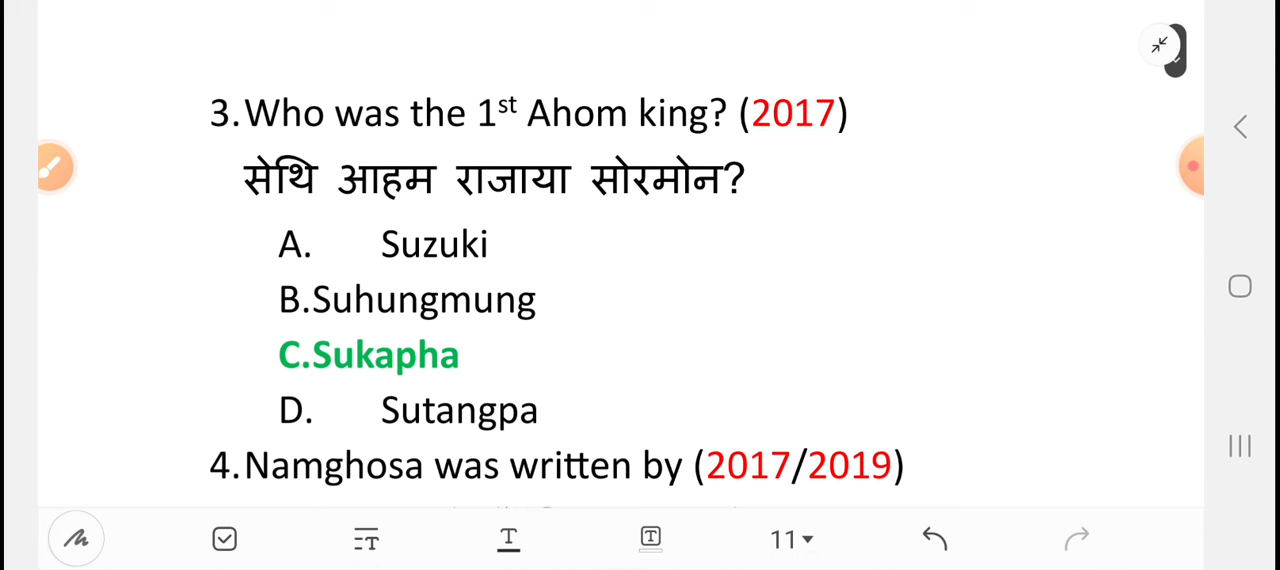 3.Who was the 1st Ahom king? (2017)
सेथि आहम राजाया सोरमोन?
A. Suzuki
B.Suhungmung
C.Sukapha
D. Sutangpa
4.Namghosa was written by (2017/2019)
11